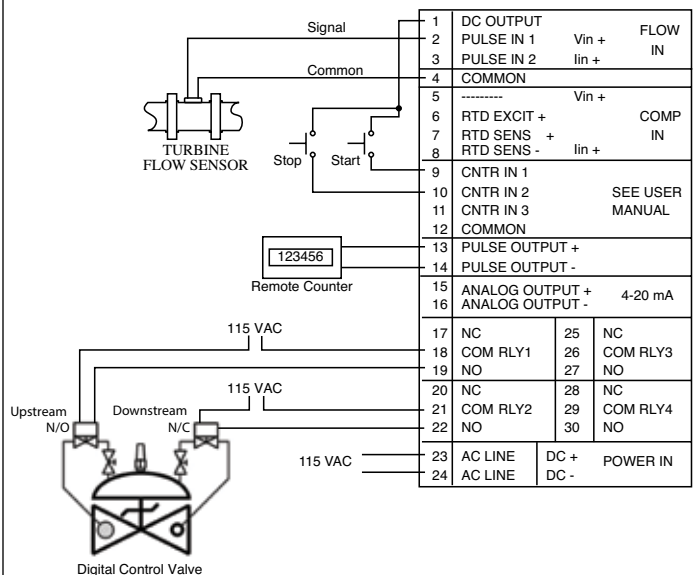 Signal
Common
TURBINE
FLOW SENSOR
Stop
Start
123456
Remote Counter
115 VAC
115 VAC
Upstream
N/O
Downstream
N/C
115 VAC
Digital Control Valve
1 DC OUTPUT
2 PULSE IN 1 Vin +
3 PULSE IN 2 Iin +
FLOW
IN
4 COMMON
5 --------- Vin +
6 RTD EXCIT + COMP
7 RTD SENS + IN
8 RTD SENS - Iin +
9 CNTR IN 1
10 CNTR IN 2 SEE USER
11 CNTR IN 3 MANUAL
12 COMMON
13 PULSE OUTPUT +
14 PULSE OUTPUT -
15 ANALOG OUTPUT +
16 ANALOG OUTPUT -
4-20 mA
17 NC 25 NC
18 COM RLY1 26 COM RLY3
19 NO 27 NO
20 NC 28 NC
21 COM RLY2 29 COM RLY4
22 NO 30 NO
23 AC LINE DC + POWER IN
24 AC LINE DC -